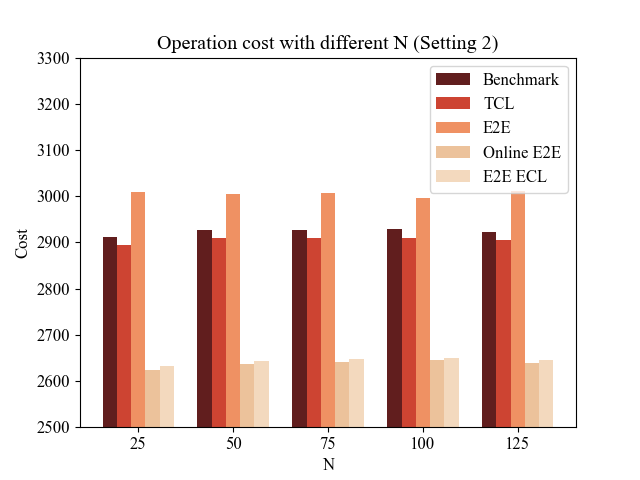 Operation cost with different N (Setting 2)
3300
3200
3100
3000
2900
2800
2700
2600
2500
Cost
Benchmark
TCL
E2E
Online E2E
E2E ECL
25
50
75
100
125
N